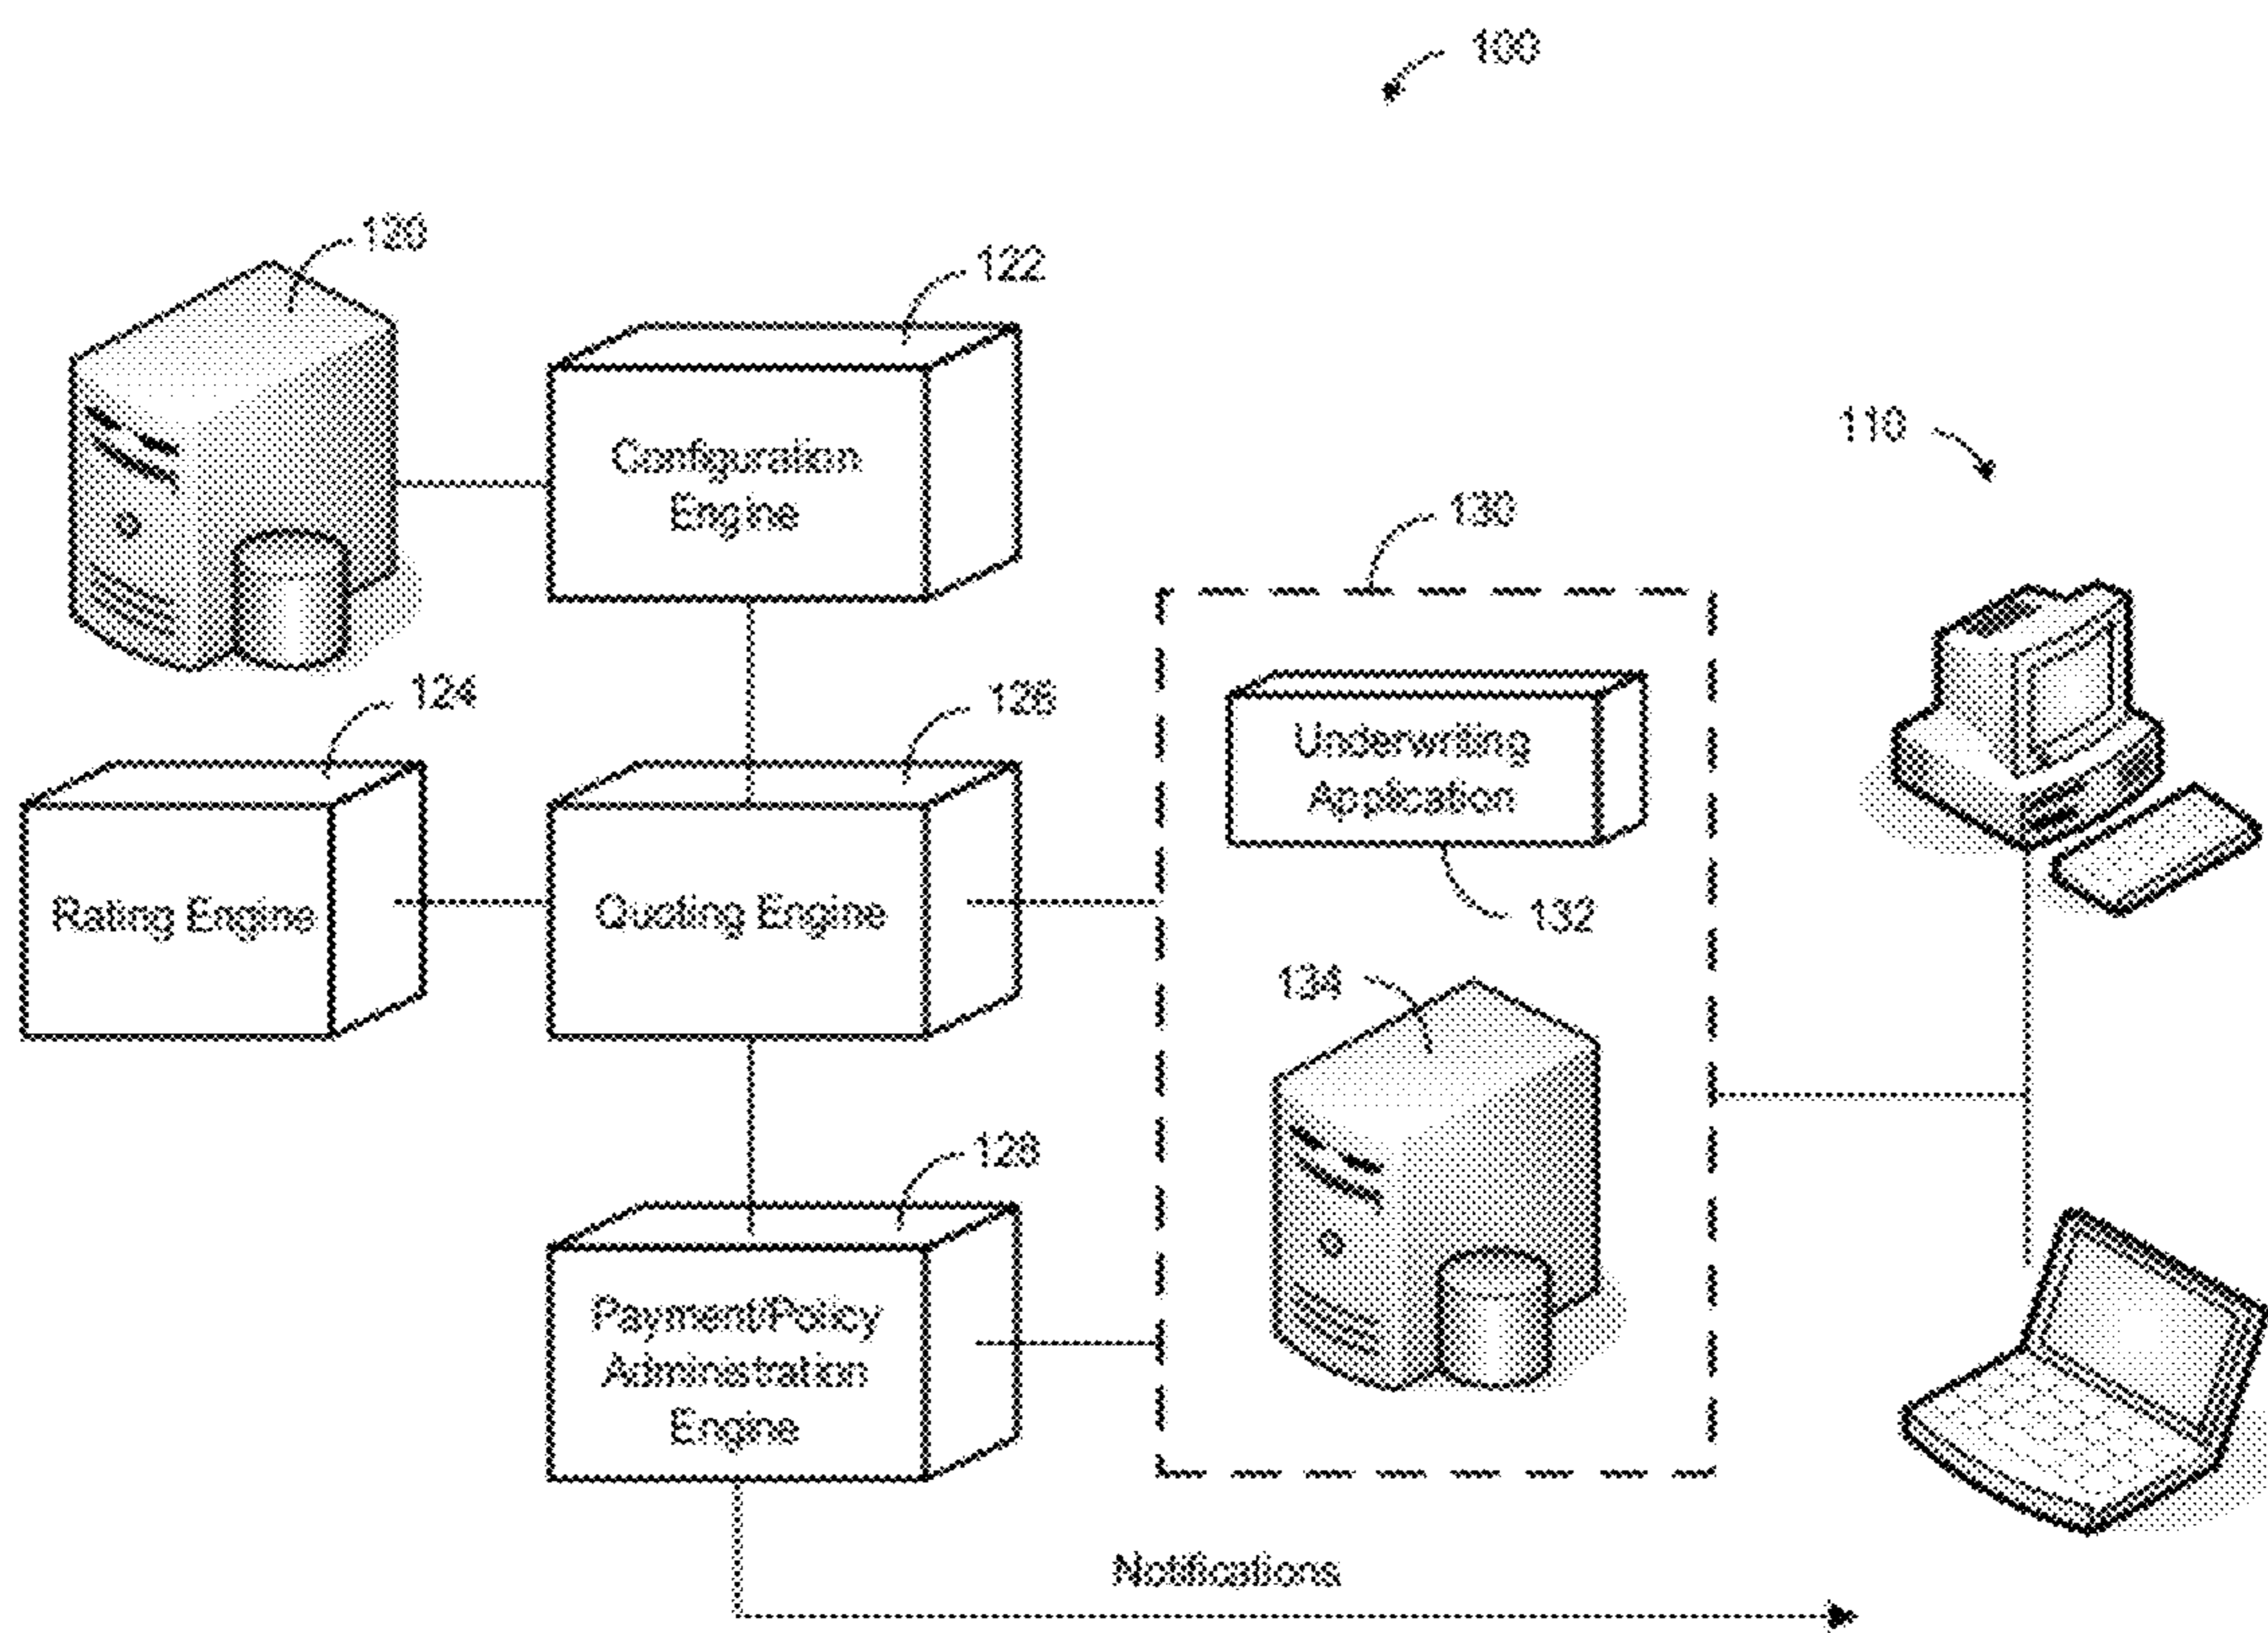 100
120
122
Configuration
Engine
110
130
124
126
Underwriting
Application
132
Rating Engine
Quoting Engine
134
128
Payment/Policy
Administration
Engine
Notifications